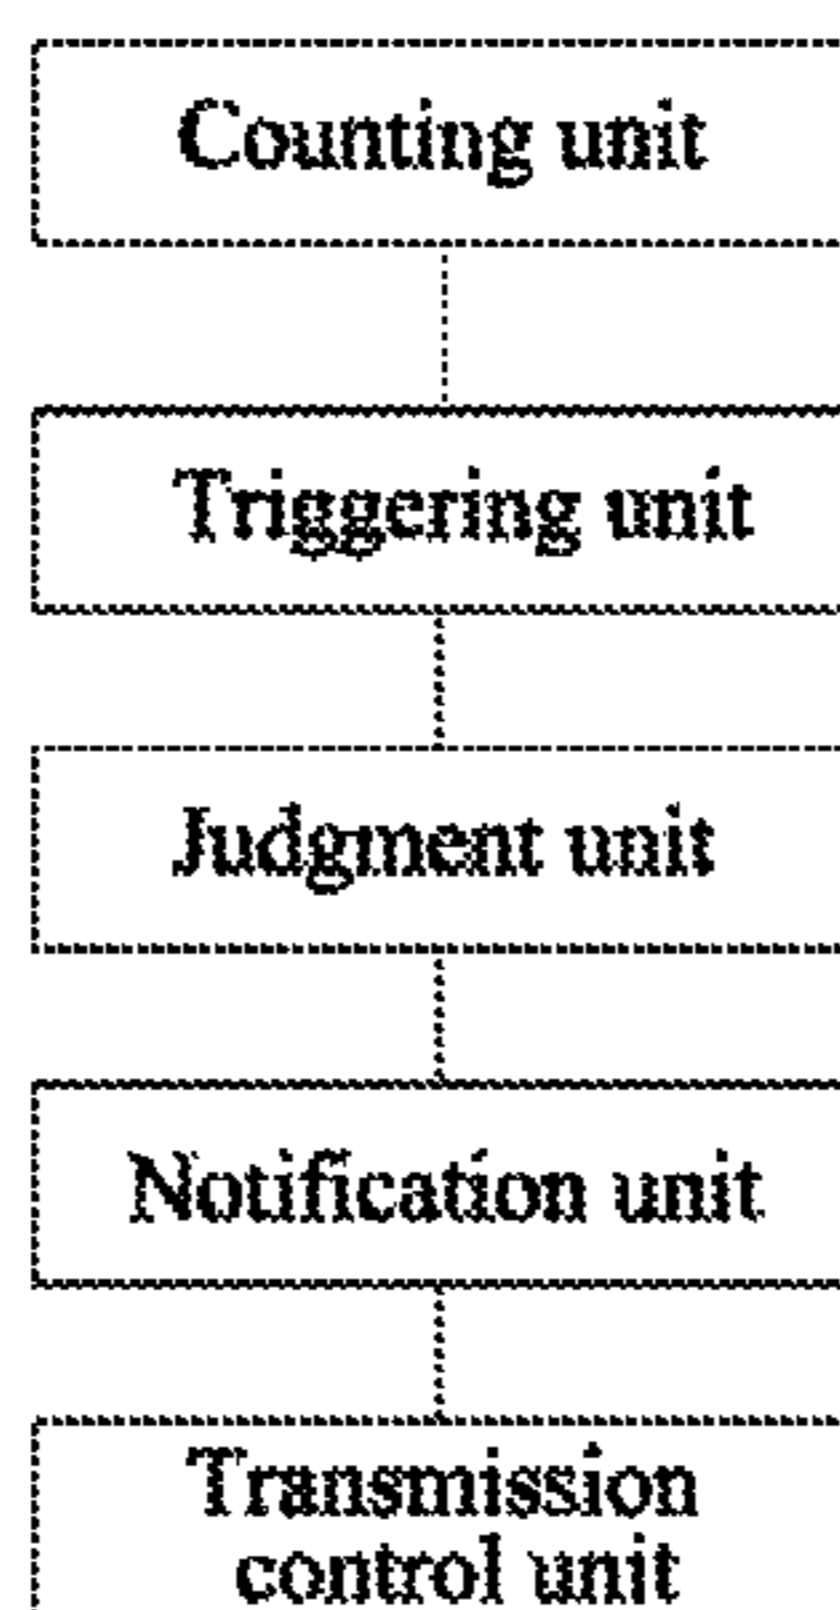 Counting unit
Triggering unit
Judgment unit
Notification unit
Transmission
control unit